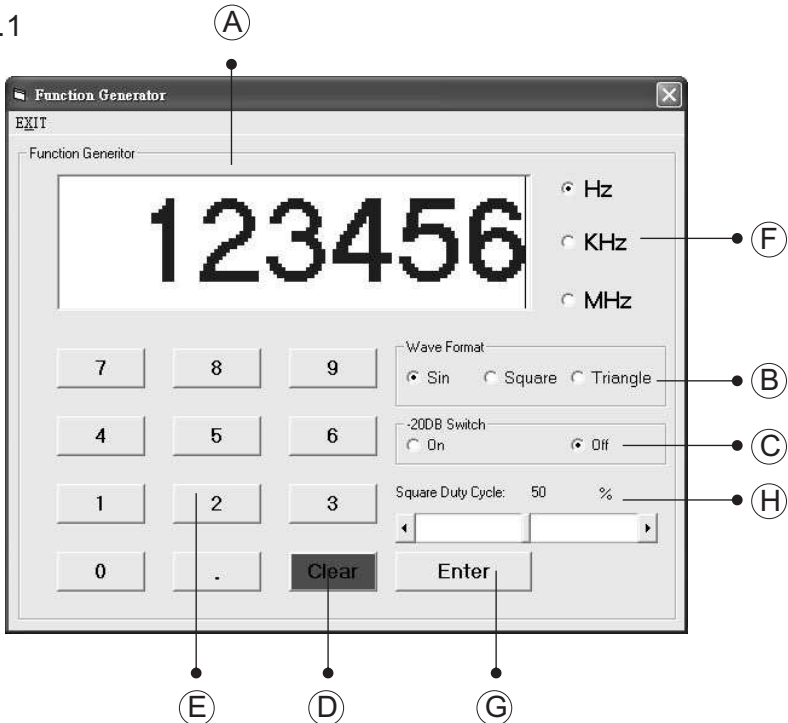 .1
A
Function Generator
EXIT
Function Generitor
123456
Hz
KHz
F
MHz
7 8 9
Wave Format
Sin Square Triangle
B
4 5 6
-20DB Switch
On Off
C
1 2 3
Square Duty Cycle: 50 %
H
0 . Clear Enter
E D G